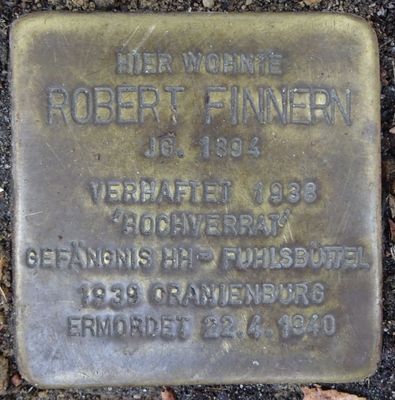 HIER WOHNTE
ROBERT FINNERN
JG. 1894
VERHAFTET 1938
'HOCHVERRAT'
GEFÄNGNIS HH- FUHLSBÜTTEL
1939 ORANIENBURG
ERMORDET 22.4.1940